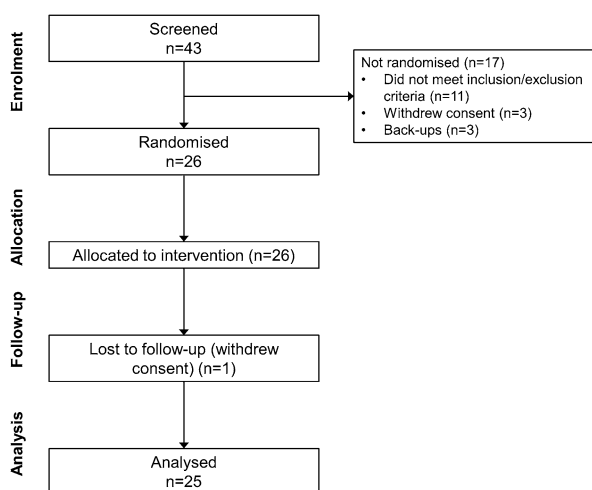 Enrolment
Screened
n=43
Not randomised (n=17)
• Did not meet inclusion/exclusion
criteria (n=11)
• Withdrew consent (n=3)
• Back-ups (n=3)
Randomised
n=26
Allocation
Allocated to intervention (n=26)
Follow-up
Lost to follow-up (withdrew
consent) (n=1)
Analysis
Analysed
n=25